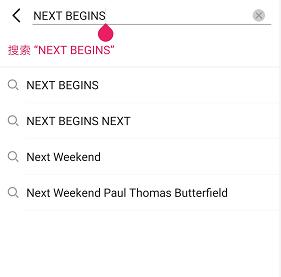 NEXT BEGINS
搜索 “NEXT BEGINS”
NEXT BEGINS
NEXT BEGINS NEXT
Next Weekend
Next Weekend Paul Thomas Butterfield